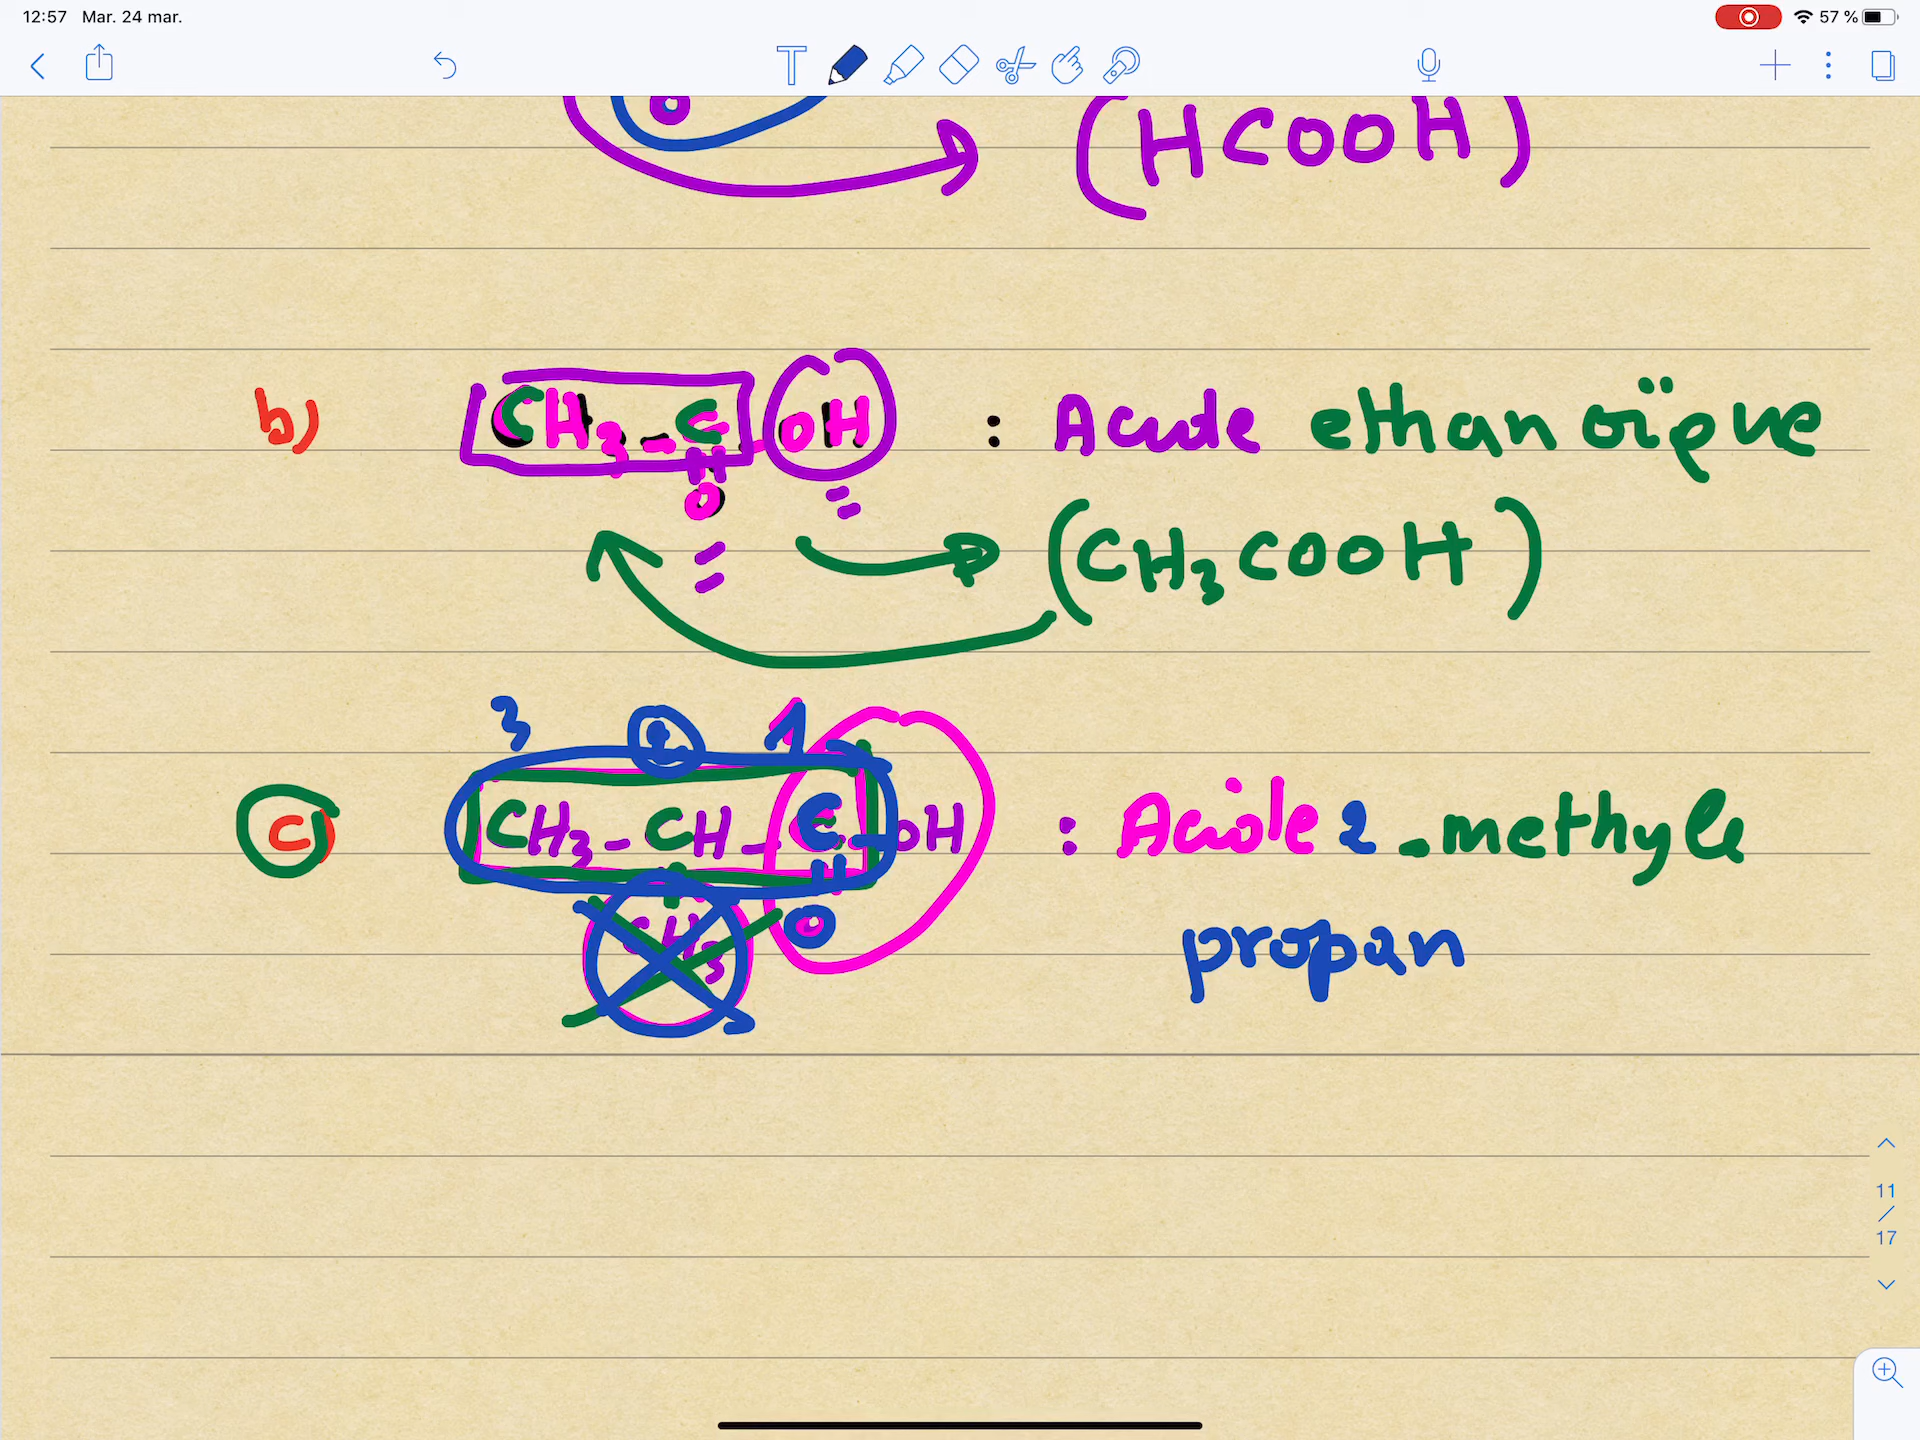 12:57 Mar. 24 mar. 57 %
(HCOOH)
b) CH3-C-OH : Acide ethanoïque
O
(CH3COOH)
3 2 1
c) CH3-CH-C-OH : Acide 2-methyle
CH3 O
propan
11
/
17